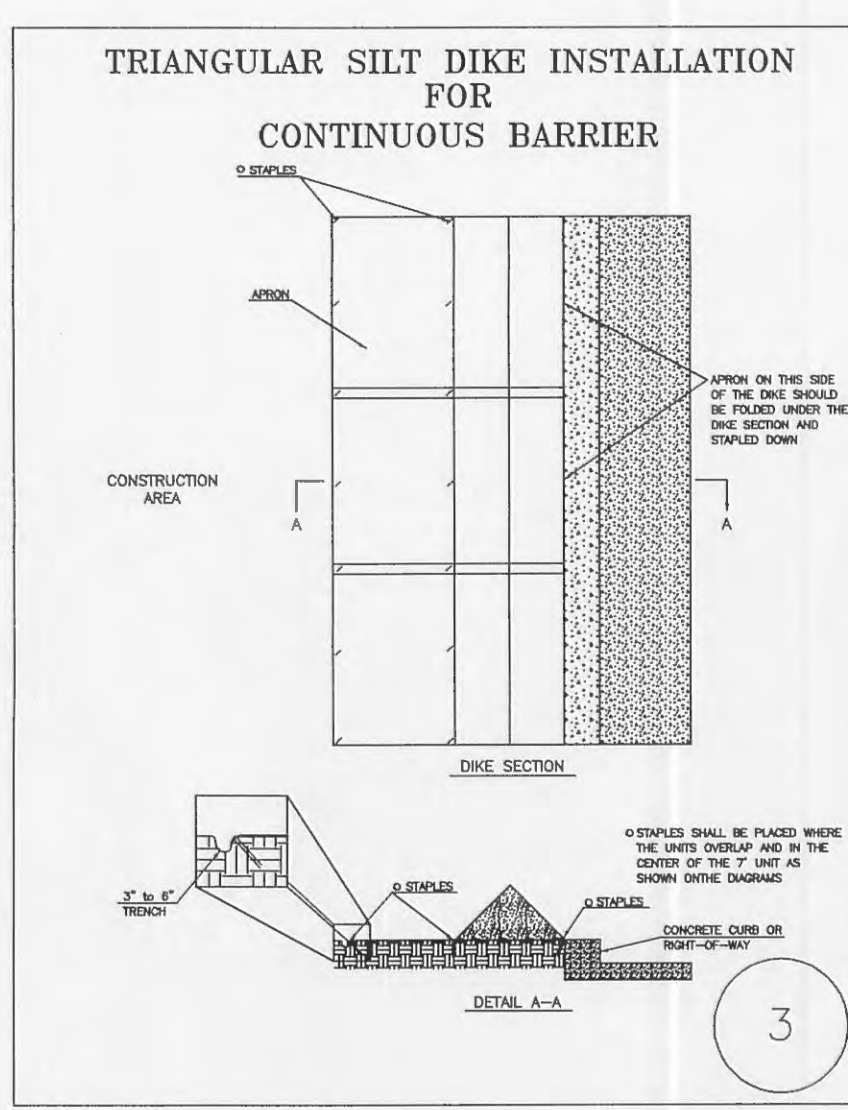 TRIANGULAR SILT DIKE INSTALLATION
FOR
CONTINUOUS BARRIER
O STAPLES
APRON
APRON ON THIS SIDE
OF THE DIKE SHOULD
BE FOLDED UNDER THE
DIKE SECTION AND
STAPLED DOWN
CONSTRUCTION
AREA
A
A
DIKE SECTION
O STAPLES SHALL BE PLACED WHERE
THE UNITS OVERLAP AND IN THE
CENTER OF THE 7' UNIT AS
SHOWN ONTHE DIAGRAMS
3" to 6"
TRENCH
O STAPLES
O STAPLES
CONCRETE CURB OR
RIGHT-OF-WAY
DETAIL A-A
3